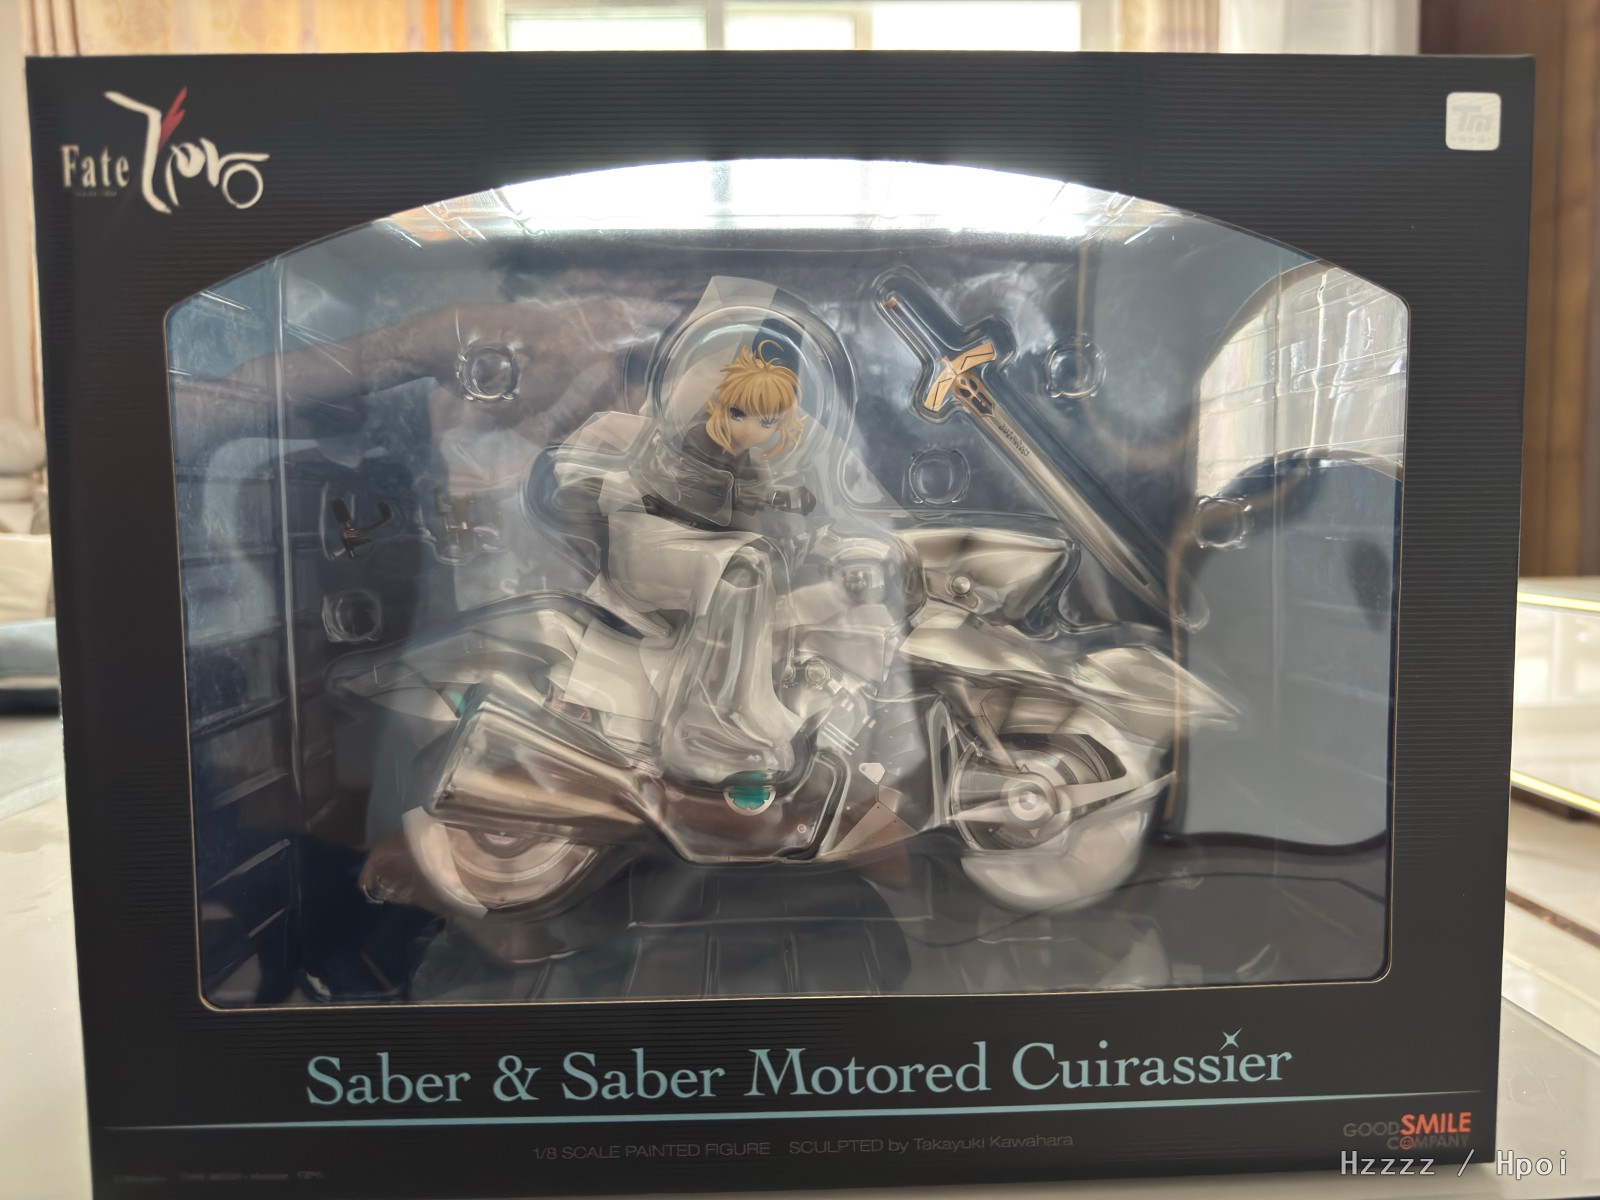 Fate
Zero
TM
Saber & Saber Motored Cuirassier
1/8 SCALE PAINTED FIGURE SCULPTED by Takayuki Kawahara
GOOD SMILE
COMPANY
Hzzzz / Hpoi